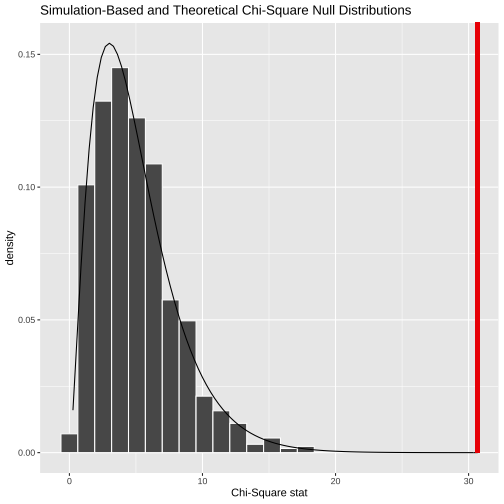 Simulation-Based and Theoretical Chi-Square Null Distributions
0.15
0.10
0.05
0.00
density
0
10
20
30
Chi-Square stat